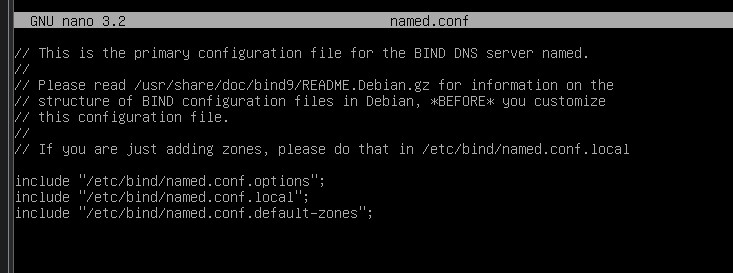 GNU nano 3.2 named.conf
// This is the primary configuration file for the BIND DNS server named.
//
// Please read /usr/share/doc/bind9/README.Debian.gz for information on the
// structure of BIND configuration files in Debian, *BEFORE* you customize
// this configuration file.
//
// If you are just adding zones, please do that in /etc/bind/named.conf.local
include "/etc/bind/named.conf.options";
include "/etc/bind/named.conf.local";
include "/etc/bind/named.conf.default-zones";